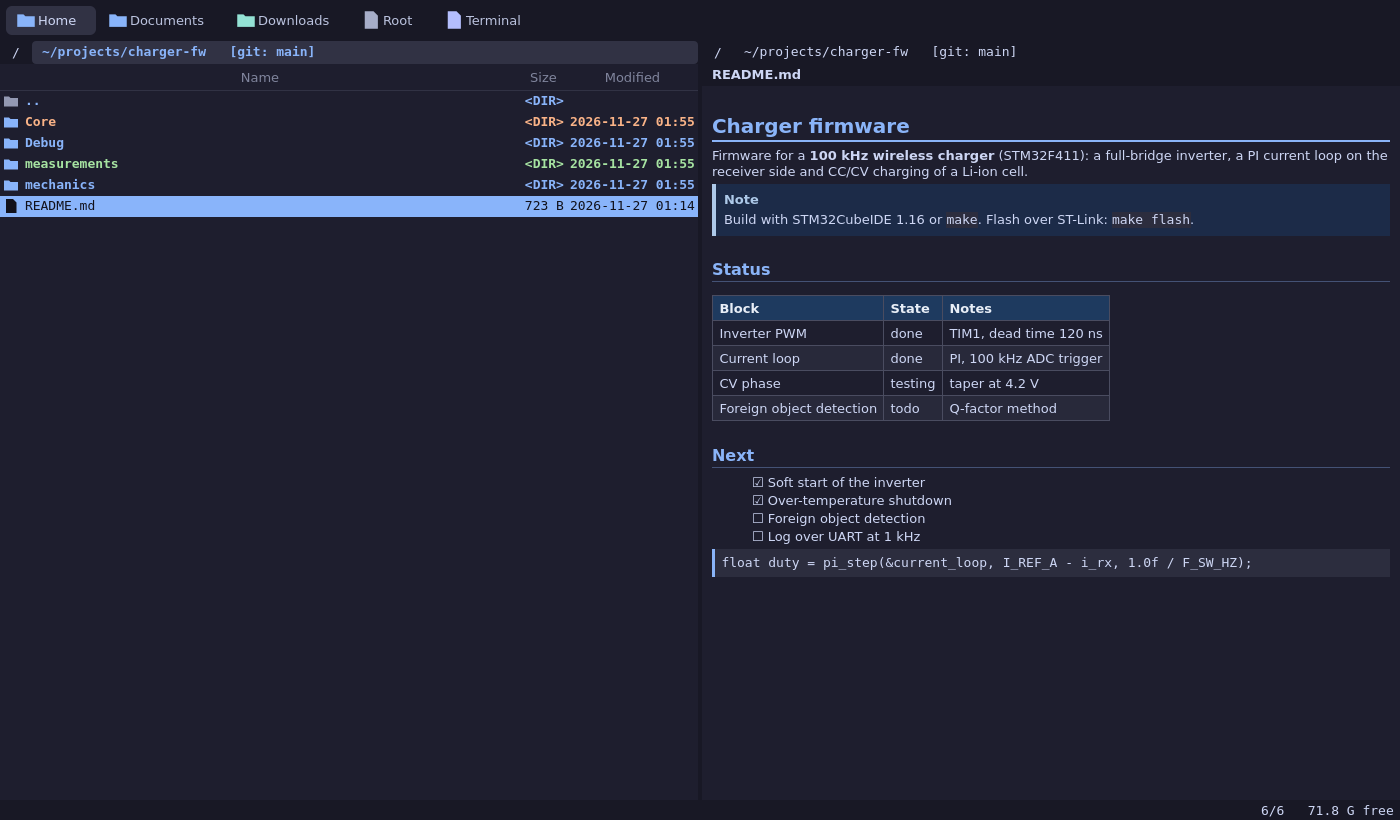 Home Documents Downloads Root Terminal
/ ~/projects/charger-fw [git: main]
Name Size Modified
.. <DIR>
Core <DIR> 2026-11-27 01:55
Debug <DIR> 2026-11-27 01:55
measurements <DIR> 2026-11-27 01:55
mechanics <DIR> 2026-11-27 01:55
README.md 723 B 2026-11-27 01:14
/ ~/projects/charger-fw [git: main]
README.md
Charger firmware
Firmware for a 100 kHz wireless charger (STM32F411): a full-bridge inverter, a PI current loop on the
receiver side and CC/CV charging of a Li-ion cell.
Note
Build with STM32CubeIDE 1.16 or make. Flash over ST-Link: make flash.
Status
Block State Notes
Inverter PWM done TIM1, dead time 120 ns
Current loop done PI, 100 kHz ADC trigger
CV phase testing taper at 4.2 V
Foreign object detection todo Q-factor method
Next
☑ Soft start of the inverter
☑ Over-temperature shutdown
☐ Foreign object detection
☐ Log over UART at 1 kHz
float duty = pi_step(&current_loop, I_REF_A - i_rx, 1.0f / F_SW_HZ);
6/6 71.8 G free